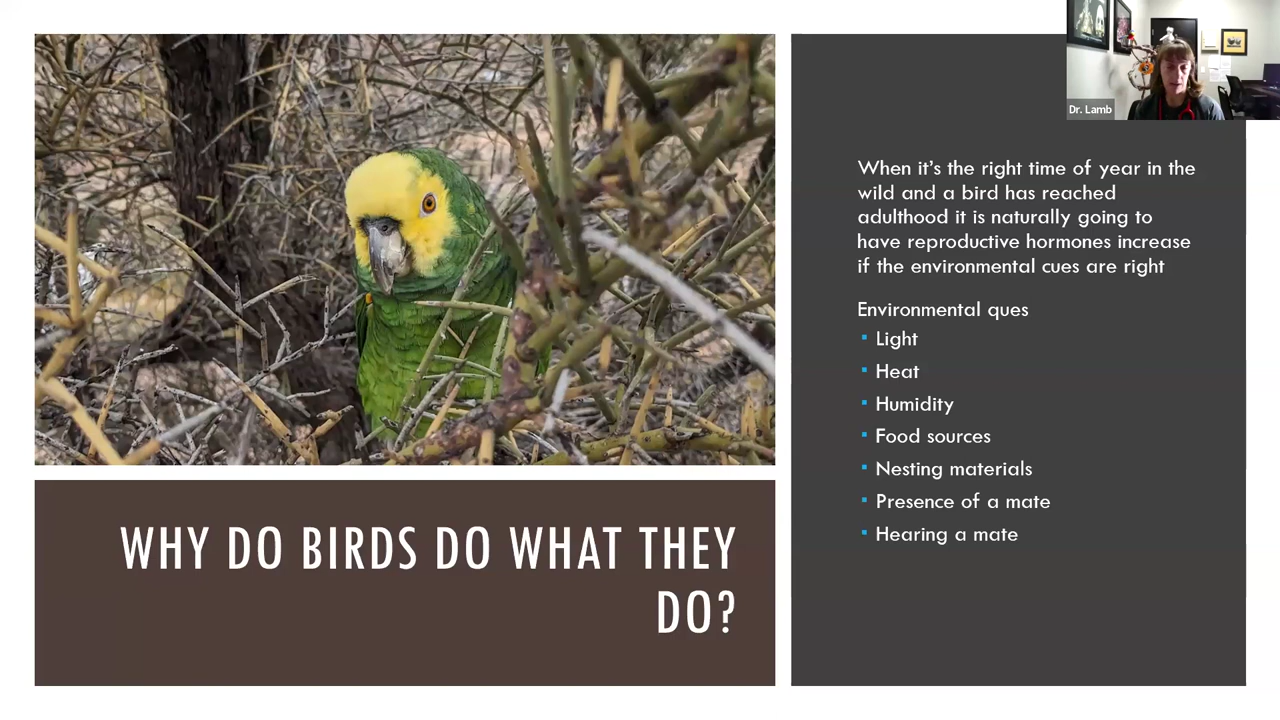 Dr. Lamb
When it's the right time of year in the
wild and a bird has reached
adulthood it is naturally going to
have reproductive hormones increase
if the environmental cues are right
Environmental ques
Light
Heat
Humidity
Food sources
Nesting materials
Presence of a mate
Hearing a mate
WHY DO BIRDS DO WHAT THEY
DO?